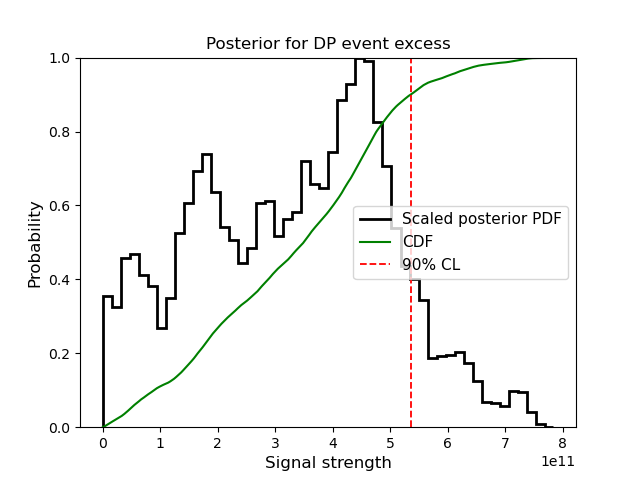 Posterior for DP event excess
1.0
0.8
0.6
0.4
0.2
0.0
Probability
Scaled posterior PDF
CDF
90% CL
0 1 2 3 4 5 6 7 8
1e11
Signal strength